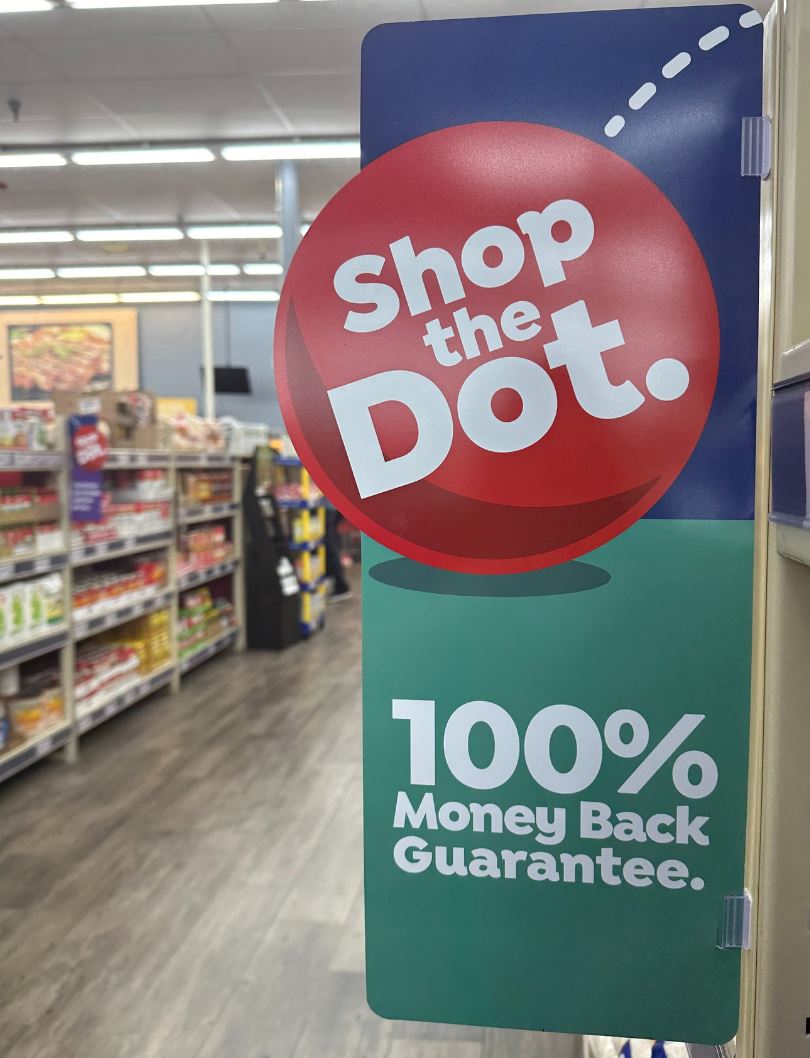 Shop
the
Dot.
100%
Money Back
Guarantee.